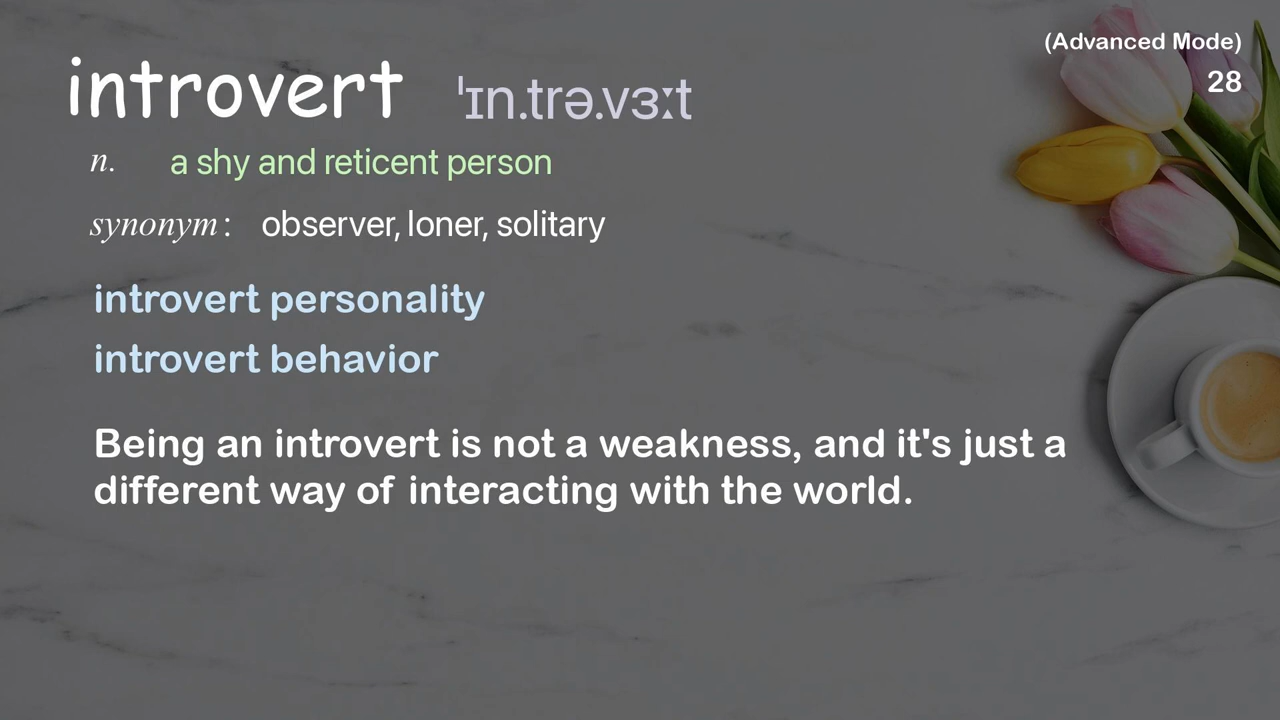 (Advanced Mode)
28
introvert ˈɪn.trə.vɜːt
n. a shy and reticent person
synonym: observer, loner, solitary
introvert personality
introvert behavior
Being an introvert is not a weakness, and it's just a
different way of interacting with the world.